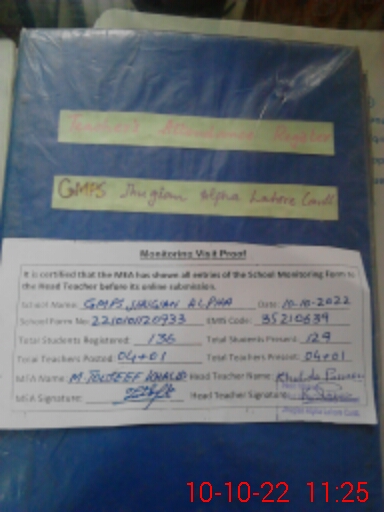 Teachers Attendance Register
GMPS Jhugian Alpha Lahore Cantt
Monitoring Visit Proof
It is certified that the MEA has shown all entries of the School Monitoring Form to
the Head Teacher before its online submission.
School Name: GMPS JHUGIAN ALPHA Date: 10-10-2022
School Form No: EMIS Code: 35210639
Total Students Registered: 136 Total Students Present: 129
Total Teachers Posted: 04+01 Total Teachers Present: 04+01
MEA Name: M TOUSEEF KHALID Head Teacher Name: Khalida
MEA Signature: Head Teacher Signature:
10-10-22 11:25